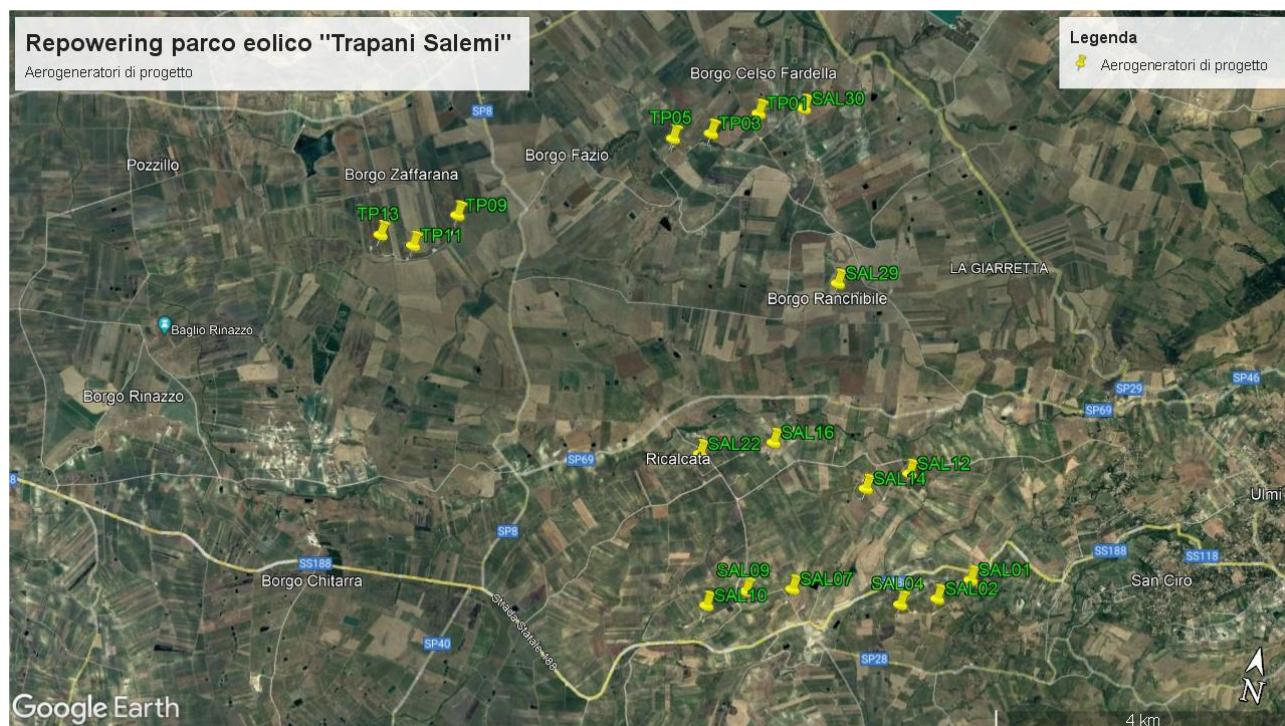 Repowering parco eolico "Trapani Salemi"
Aerogeneratori di progetto
Legenda
Aerogeneratori di progetto
Borgo Celso Fardella
TP01
SAL30
SP8
TP05
TP03
Borgo Fazio
Pozzillo
Borgo Zaffarana
TP13
TP09
TP11
SAL29
LA GIARRETTA
Borgo Ranchibile
Baglio Rinazzo
Borgo Rinazzo
SP46
SP29
SP69
SAL16
SAL22
Ricalcata
SP69
SAL12
SAL14
8
Ulmi
SP8
SS188
SS188
SS118
Borgo Chitarra
San Ciro
SAL09
SAL07
SAL01
SAL04
SAL02
SAL10
Strada Statale 188
SP40
SP28
N
Google Earth
4 km